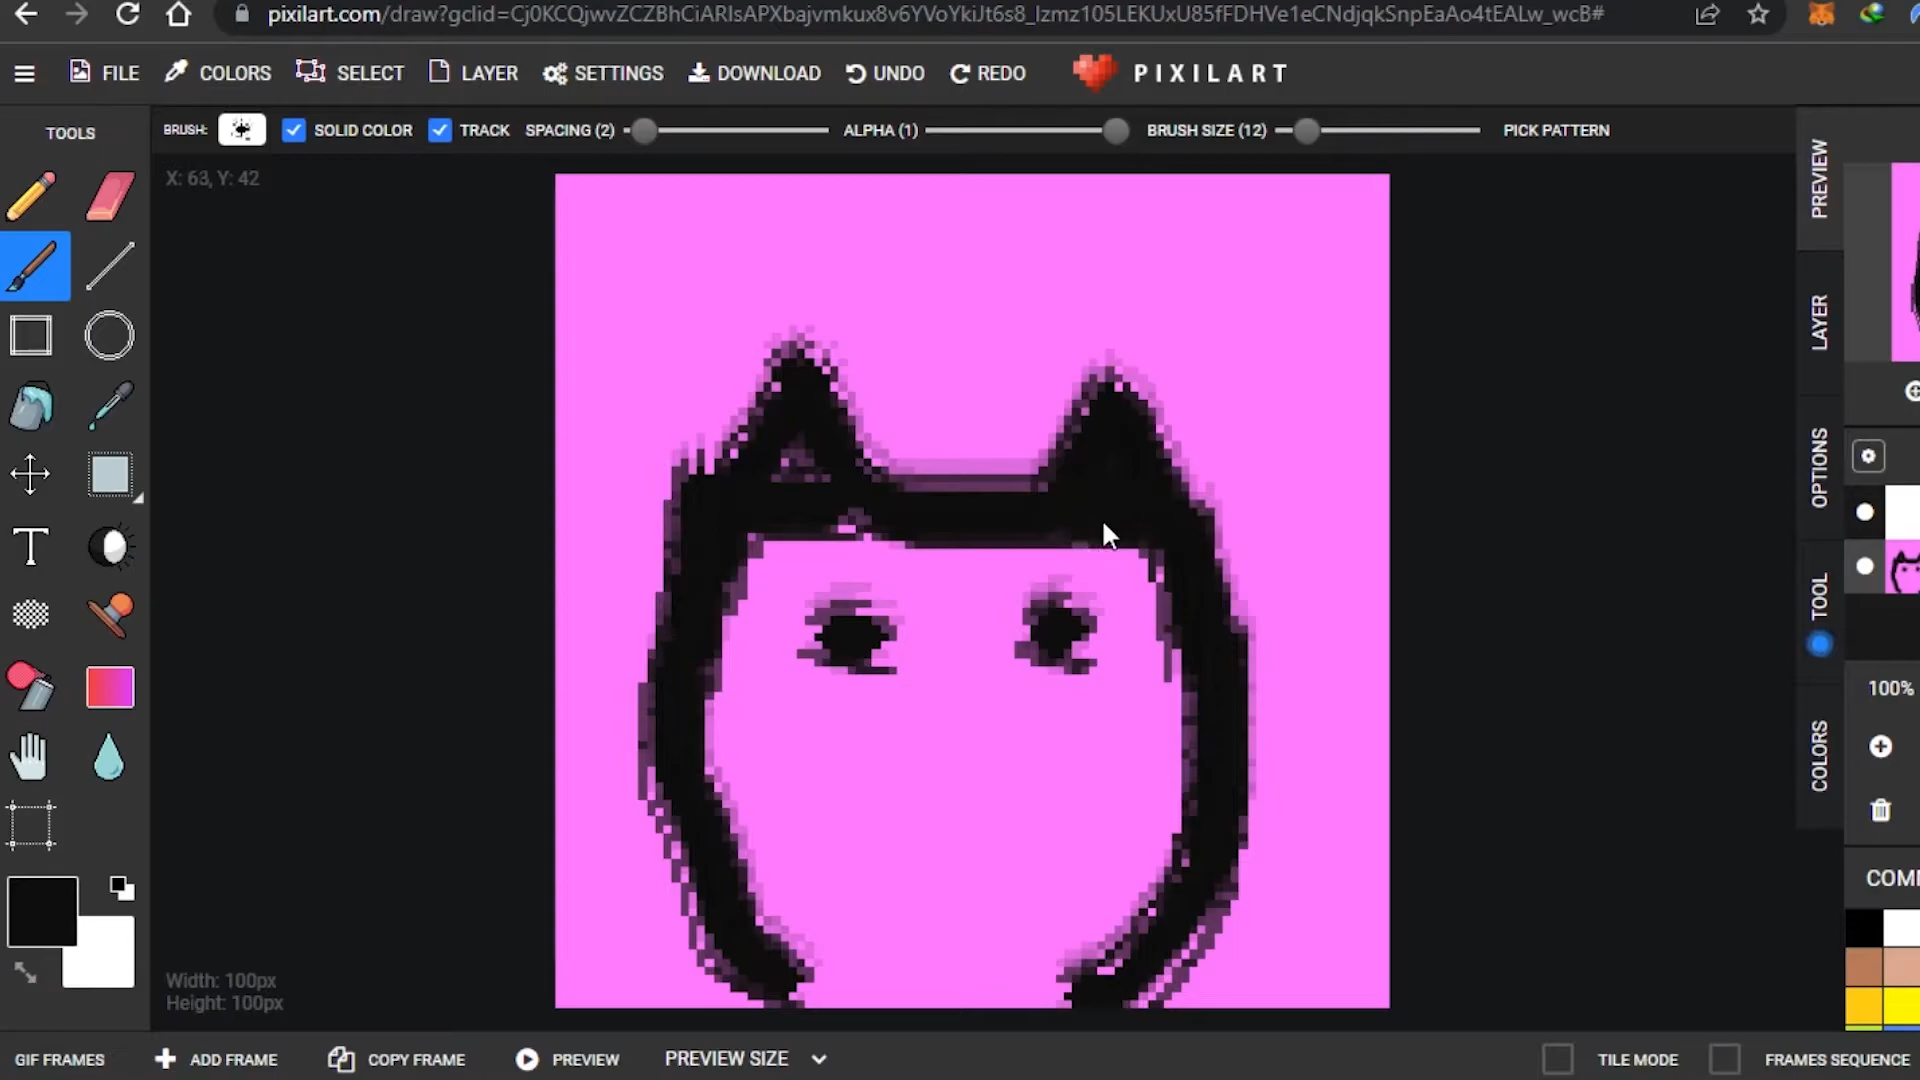 pixilart.com/draw?gclid=Cj0KCQjwvZCZBhCiARIsAPXbajvmkux8v6YVoYkiJt6s8_Izmz105LEKUxU85fFDHVe1eCNdjqkSnpEaAo4tEALw_wcB#
FILE COLORS SELECT LAYER SETTINGS DOWNLOAD UNDO REDO PIXILART
TOOLS BRUSH: SOLID COLOR TRACK SPACING (2) ALPHA (1) BRUSH SIZE (12) PICK PATTERN
X: 63, Y: 42
PREVIEW
LAYER
OPTIONS
TOOL
COLORS
100%
Width: 100px
Height: 100px
GIF FRAMES ADD FRAME COPY FRAME PREVIEW PREVIEW SIZE TILE MODE FRAMES SEQUENCE